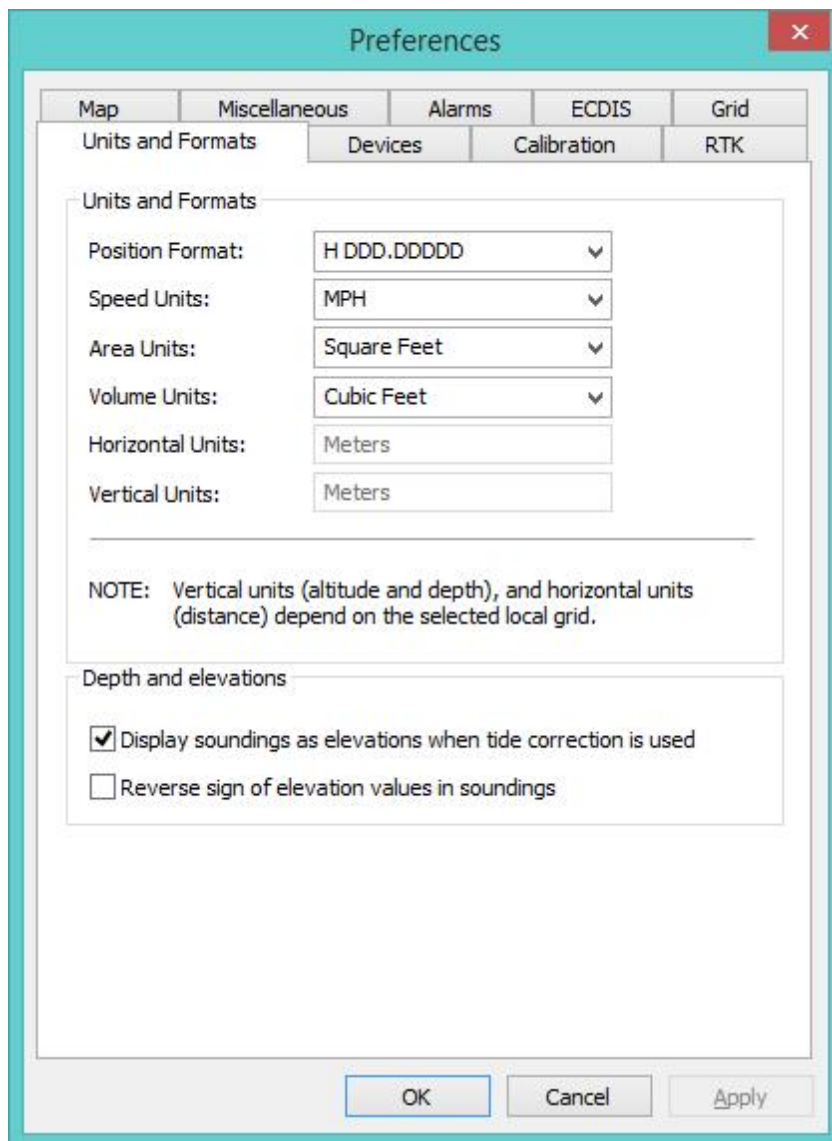 Preferences
Map Miscellaneous Alarms ECDIS Grid
Units and Formats Devices Calibration RTK
Units and Formats
Position Format: H DDD.DDDDD
Speed Units: MPH
Area Units: Square Feet
Volume Units: Cubic Feet
Horizontal Units: Meters
Vertical Units: Meters
NOTE: Vertical units (altitude and depth), and horizontal units
(distance) depend on the selected local grid.
Depth and elevations
Display soundings as elevations when tide correction is used
Reverse sign of elevation values in soundings
OK Cancel Apply